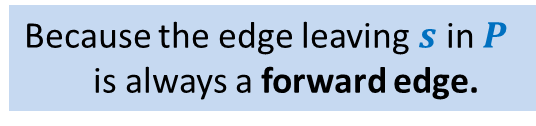 Because the edge leaving s in P
is always a forward edge.